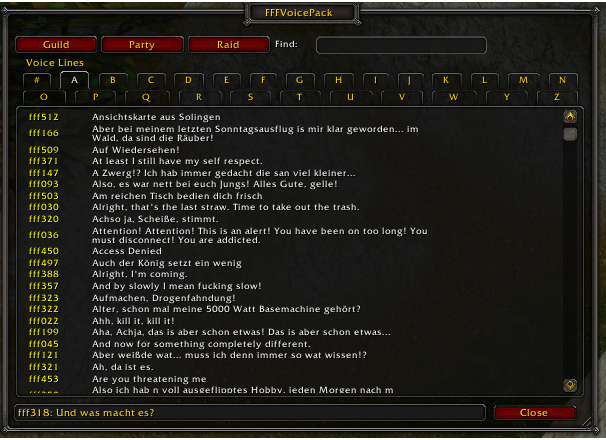 FFFVoicePack
Guild Party Raid Find:
Voice Lines
# A B C D E F G H I J K L M N
O P Q R S T U V W Y Z
fff512 Ansichtskarte aus Solingen
fff166 Aber bei meinem letzten Sonntagsausflug is mir klar geworden... im
Wald, da sind die Räuber!
fff509 Auf Wiedersehen!
fff371 At least I still have my self respect.
fff147 A Zwerg!? Ich hab immer gedacht die san viel kleiner...
fff093 Also, es war nett bei euch Jungs! Alles Gute, gelle!
fff503 Am reichen Tisch bedien dich frisch
fff030 Alright, that's the last straw. Time to take out the trash.
fff320 Achso ja, Scheiße, stimmt.
fff036 Attention! Attention! This is an alert! You have been on too long! You
must disconnect! You are addicted.
fff450 Access Denied
fff497 Auch der König setzt ein wenig
fff388 Alright, I'm coming.
fff357 And by slowly I mean fucking slow!
fff323 Aufmachen, Drogenfahndung!
fff322 Alter, schon mal meine 5000 Watt Basemachine gehört?
fff022 Ahh, kill it, kill it!
fff199 Aha, Achja, das is aber schon etwas! Das is aber schon etwas...
fff045 And now for something completely different.
fff121 Aber weißde wat... muss ich denn immer so wat wissen!?
fff321 Ah, da ist es.
fff453 Are you threatening me
Also ich hab n voll ausgeflipptes Hobby, jeden Morgen nach m
fff318: Und was macht es? Close